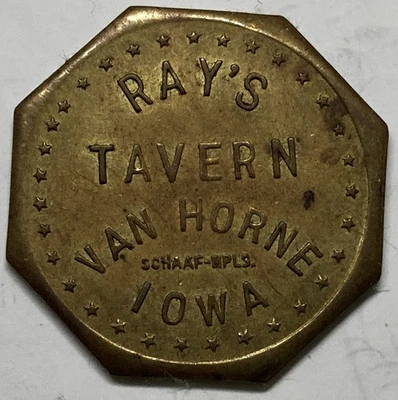 RAY'S
TAVERN
VAN HORNE
SCHAAF-MPLS.
IOWA